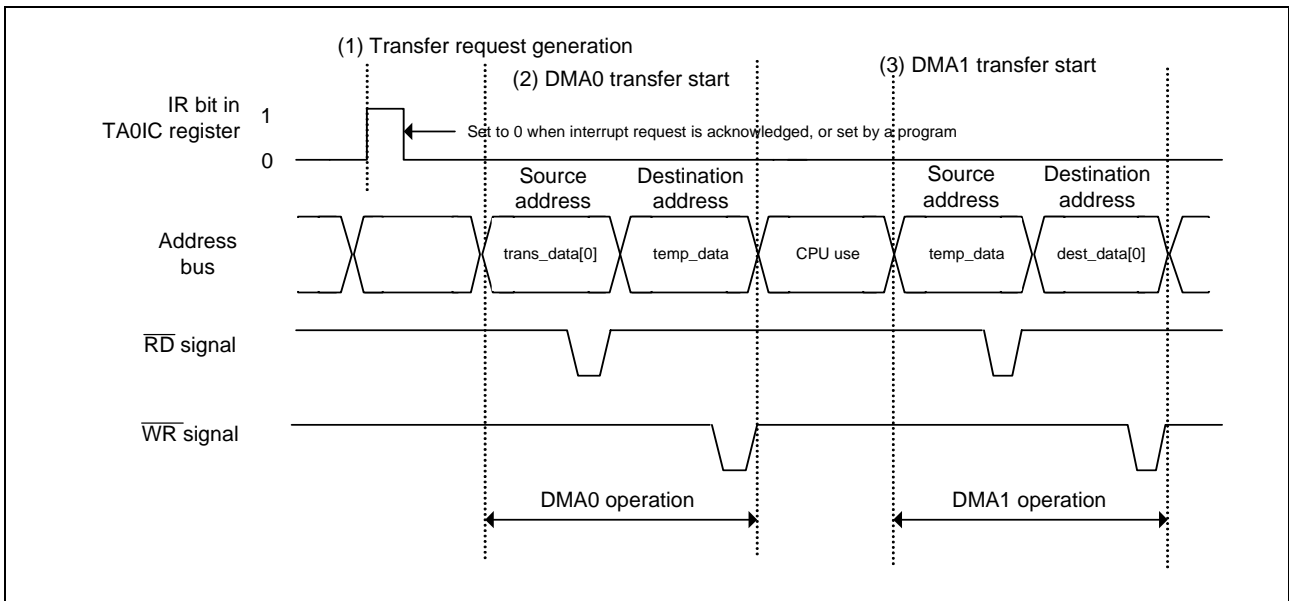 (1) Transfer request generation
(2) DMA0 transfer start
(3) DMA1 transfer start
IR bit in
TA0IC register
1
0
Set to 0 when interrupt request is acknowledged, or set by a program
Source
address
Destination
address
Source
address
Destination
address
Address
bus
trans_data[0]
temp_data
CPU use
temp_data
dest_data[0]
R̅D̅ signal
W̅R̅ signal
DMA0 operation
DMA1 operation